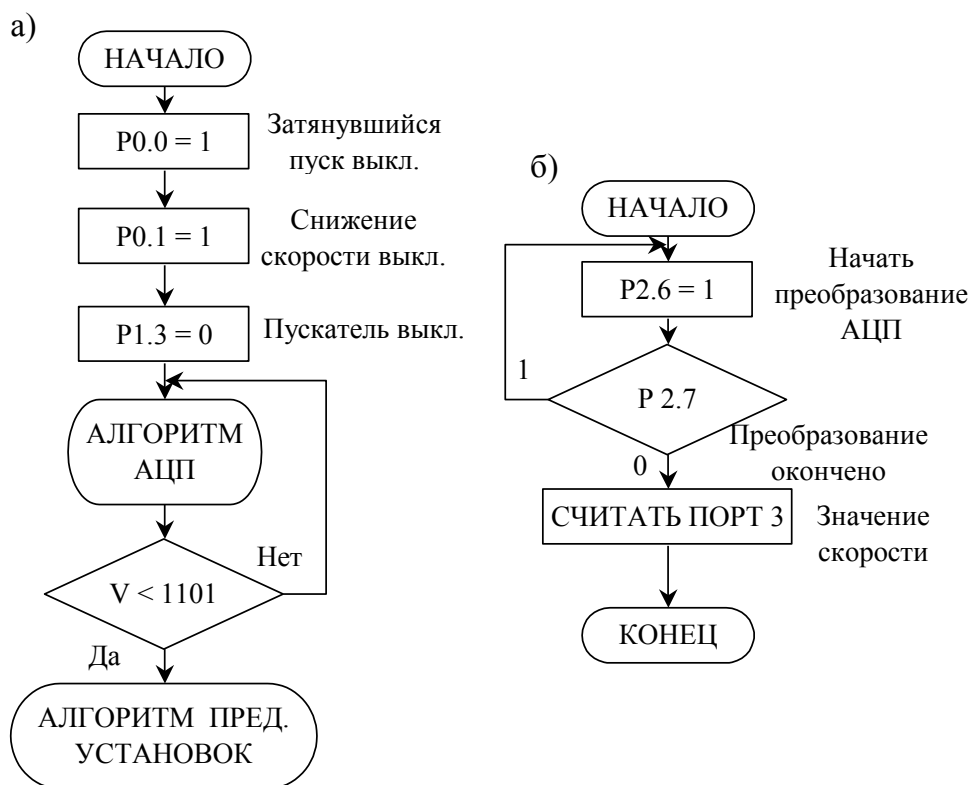 а)
НАЧАЛО
P0.0 = 1
Затянувшийся
пуск выкл.
P0.1 = 1
Снижение
скорости выкл.
P1.3 = 0
Пускатель выкл.
АЛГОРИТМ
АЦП
V < 1101
Нет
Да
АЛГОРИТМ ПРЕД.
УСТАНОВОК
б)
НАЧАЛО
P2.6 = 1
Начать
преобразование
АЦП
1
P 2.7
0
Преобразование
окончено
СЧИТАТЬ ПОРТ 3
Значение
скорости
КОНЕЦ